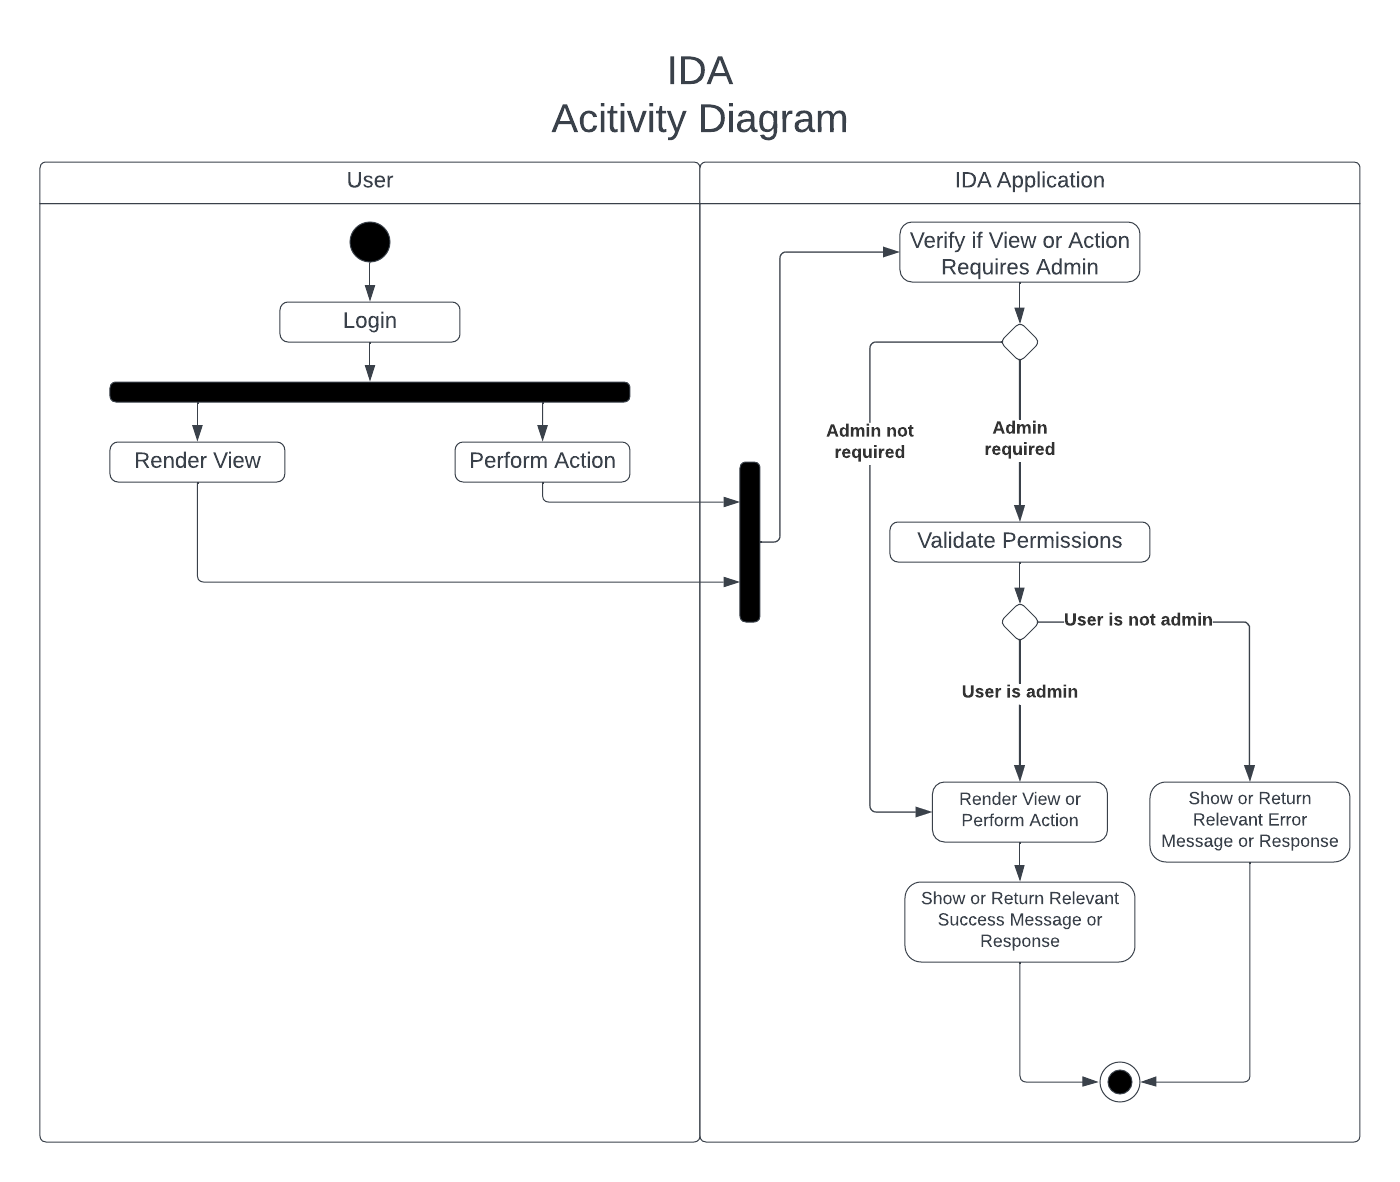 IDA
Acitivity Diagram
User
IDA Application
Login
Render View
Perform Action
Verify if View or Action
Requires Admin
Admin not
required
Admin
required
Validate Permissions
User is not admin
User is admin
Render View or
Perform Action
Show or Return
Relevant Error
Message or Response
Show or Return Relevant
Success Message or
Response